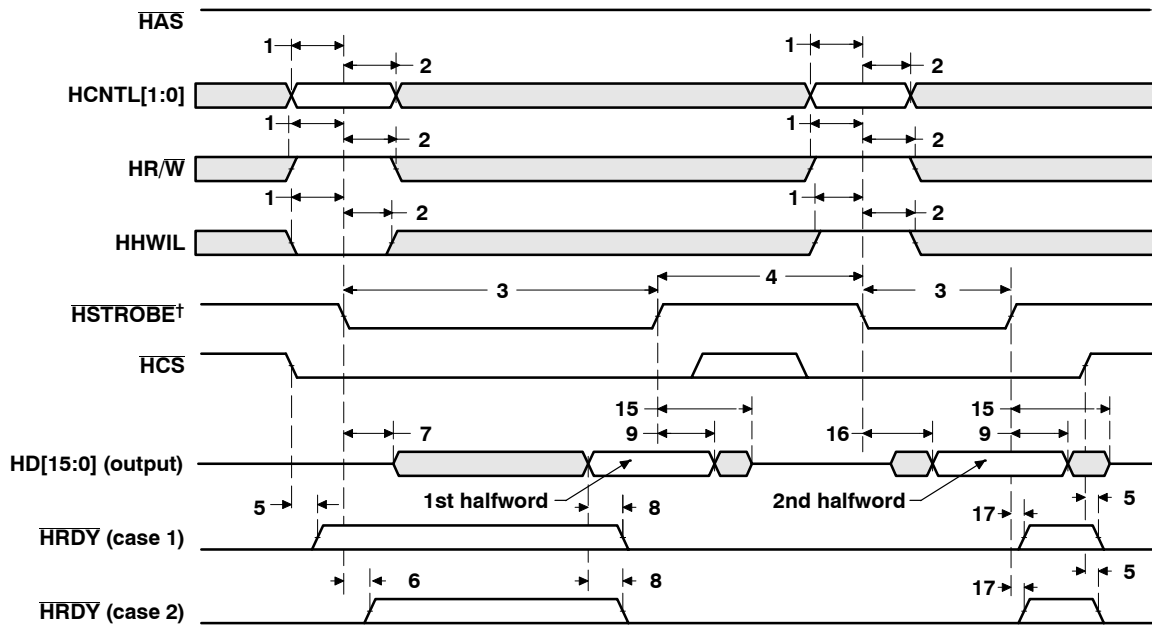 HAS
1
1
2
2
HCNTL[1:0]
1
1
2
2
HR/W
1
1
2
2
HHWIL
3
4
3
HSTROBE†
HCS
15
15
7
9
16
9
HD[15:0] (output)
5
1st halfword
8
2nd halfword
17
5
HRDY (case 1)
6
8
17
5
HRDY (case 2)